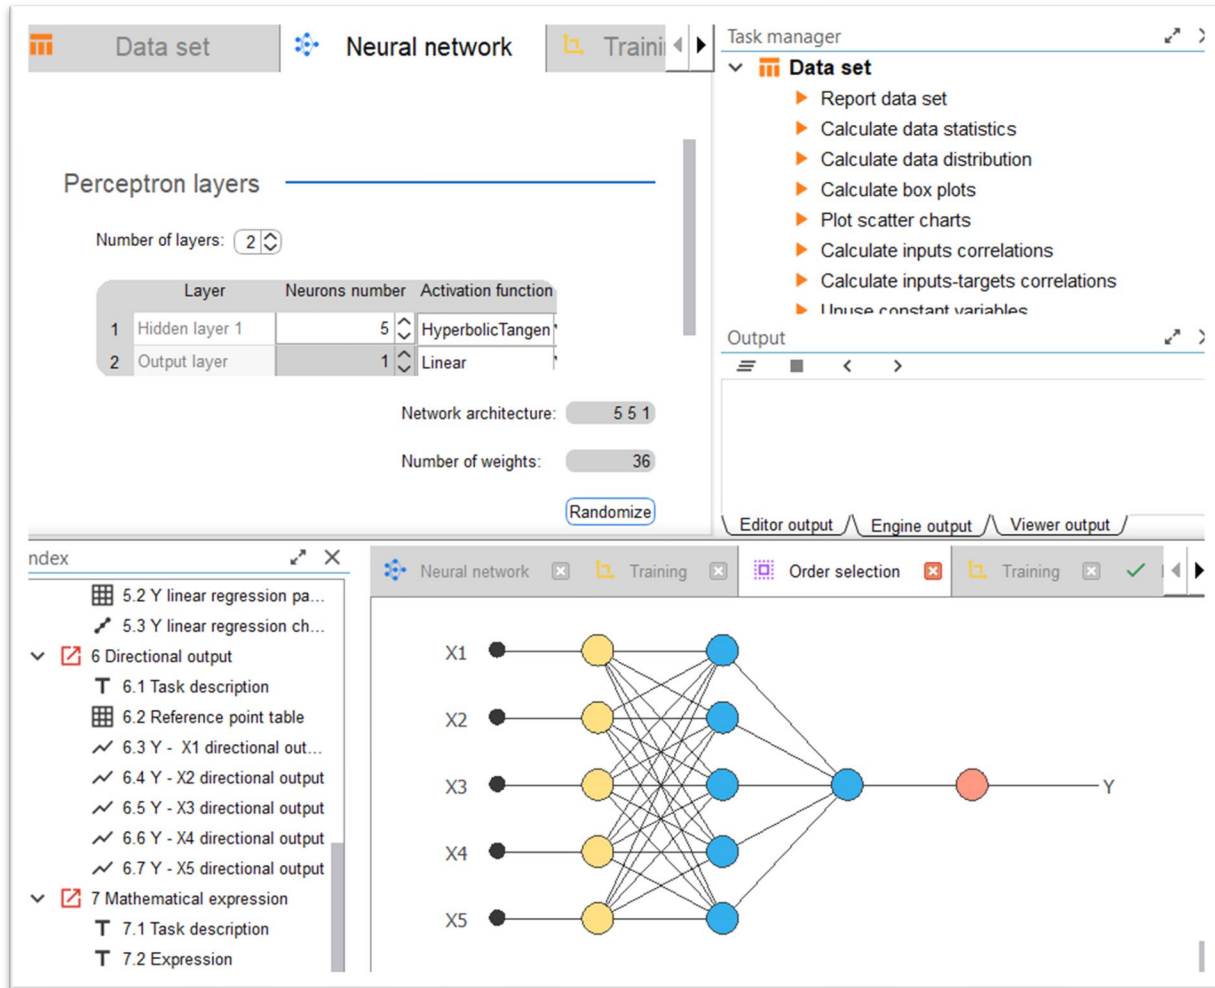 Data set
Neural network
Traini
Perceptron layers
Number of layers: 2
Layer Neurons number Activation function
1 Hidden layer 1 5 HyperbolicTangen
2 Output layer 1 Linear
Network architecture: 5 5 1
Number of weights: 36
Randomize
Task manager
Data set
Report data set
Calculate data statistics
Calculate data distribution
Calculate box plots
Plot scatter charts
Calculate inputs correlations
Calculate inputs-targets correlations
Unuse constant variables
Output
Editor output Engine output Viewer output
ndex
5.2 Y linear regression pa...
5.3 Y linear regression ch...
6 Directional output
6.1 Task description
6.2 Reference point table
6.3 Y - X1 directional out...
6.4 Y - X2 directional output
6.5 Y - X3 directional output
6.6 Y - X4 directional output
6.7 Y - X5 directional output
7 Mathematical expression
7.1 Task description
7.2 Expression
Neural network Training Order selection Training
X1
X2
X3
Y
X4
X5